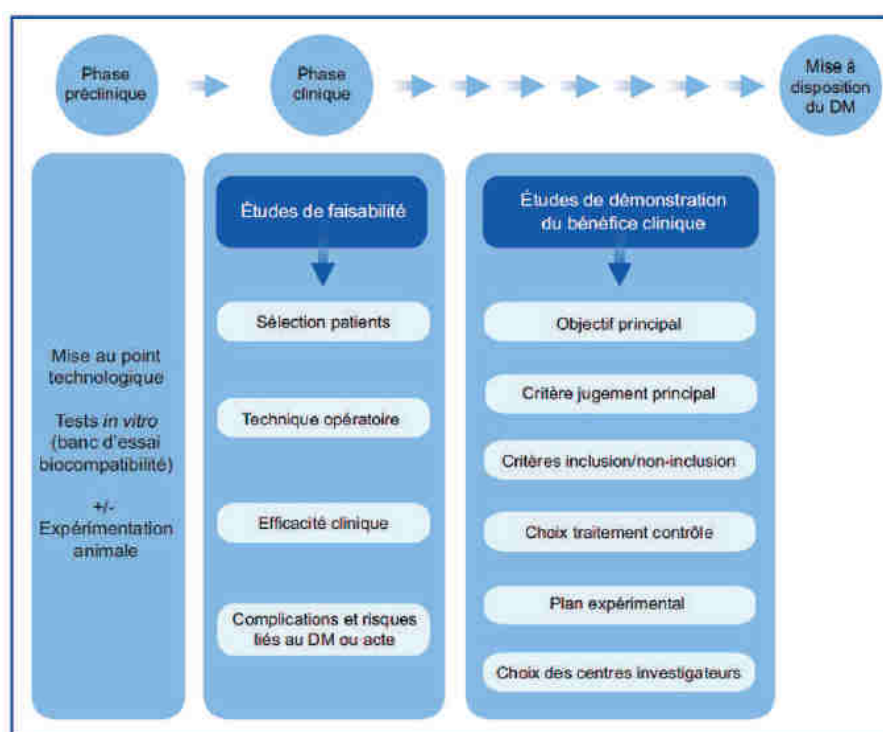 Phase
préclinique
Phase
clinique
Mise à
disposition
du DM
Mise au point
technologique
Tests in vitro
(banc d'essai
biocompatibilité)
+/-
Expérimentation
animale
Études de faisabilité
Sélection patients
Technique opératoire
Efficacité clinique
Complications et risques
liés au DM ou acte
Études de démonstration
du bénéfice clinique
Objectif principal
Critère jugement principal
Critères inclusion/non-inclusion
Choix traitement contrôle
Plan expérimental
Choix des centres investigateurs